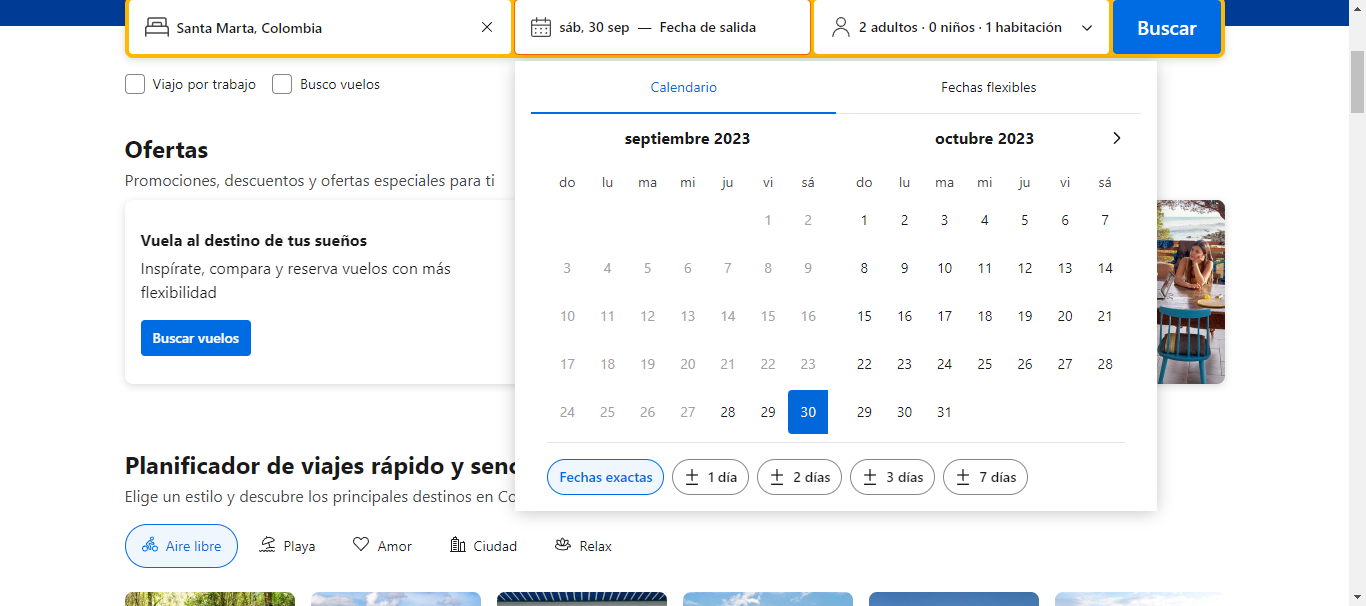 Santa Marta, Colombia
sáb, 30 sep — Fecha de salida
2 adultos · 0 niños · 1 habitación
Buscar
Viajo por trabajo
Busco vuelos
Calendario
Fechas flexibles
septiembre 2023
do lu ma mi ju vi sá
1 2
3 4 5 6 7 8 9
10 11 12 13 14 15 16
17 18 19 20 21 22 23
24 25 26 27 28 29 30
octubre 2023
do lu ma mi ju vi sá
1 2 3 4 5 6 7
8 9 10 11 12 13 14
15 16 17 18 19 20 21
22 23 24 25 26 27 28
29 30 31
Fechas exactas
± 1 día
± 2 días
± 3 días
± 7 días
Ofertas
Promociones, descuentos y ofertas especiales para ti
Vuela al destino de tus sueños
Inspírate, compara y reserva vuelos con más
flexibilidad
Buscar vuelos
Planificador de viajes rápido y senc
Elige un estilo y descubre los principales destinos en Co
Aire libre
Playa
Amor
Ciudad
Relax